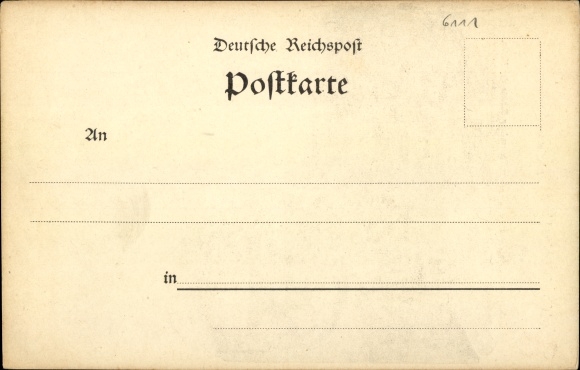 6111
Deutsche Reichspost
Postkarte
An
in